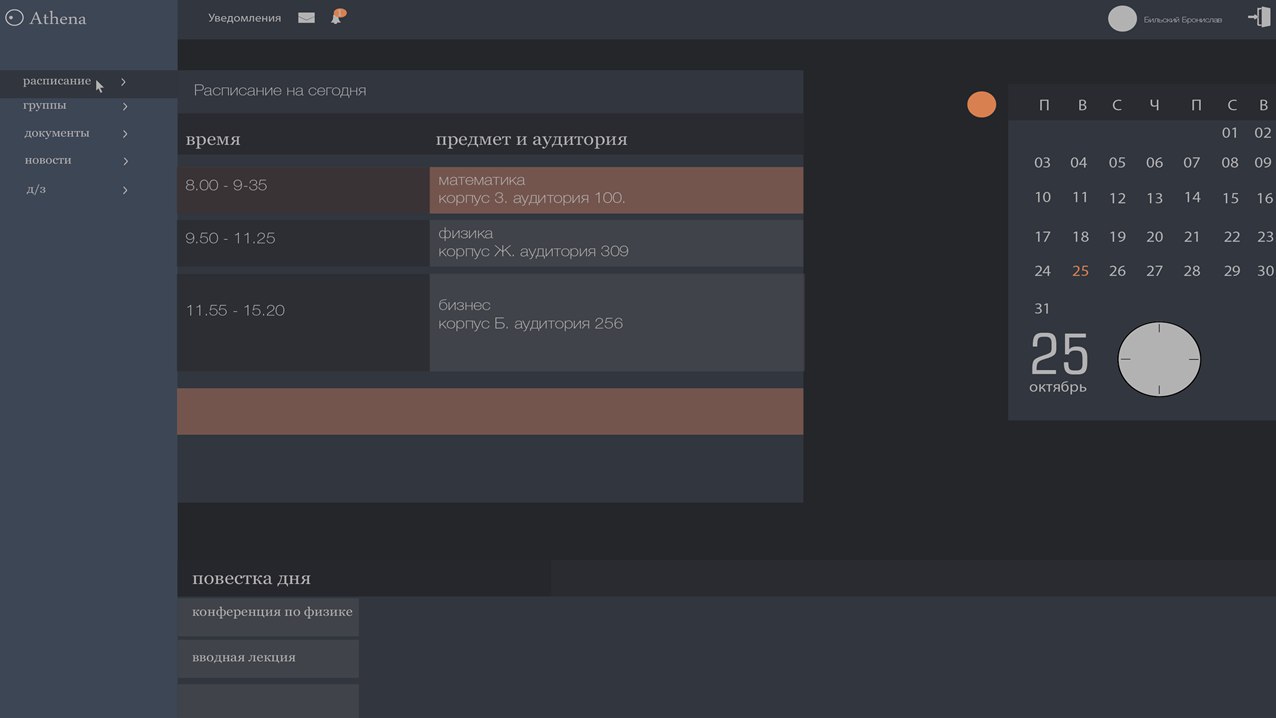 Athena
Уведомления
Бильский Бронислав
расписание
группы
документы
новости
д/з
Расписание на сегодня
время предмет и аудитория
8.00 - 9-35
математика
корпус 3. аудитория 100.
9.50 - 11.25
физика
корпус Ж. аудитория 309
11.55 - 15.20
бизнес
корпус Б. аудитория 256
П В С Ч П С В
01 02
03 04 05 06 07 08 09
10 11 12 13 14 15 16
17 18 19 20 21 22 23
24 25 26 27 28 29 30
31
25
октябрь
повестка дня
конференция по физике
вводная лекция